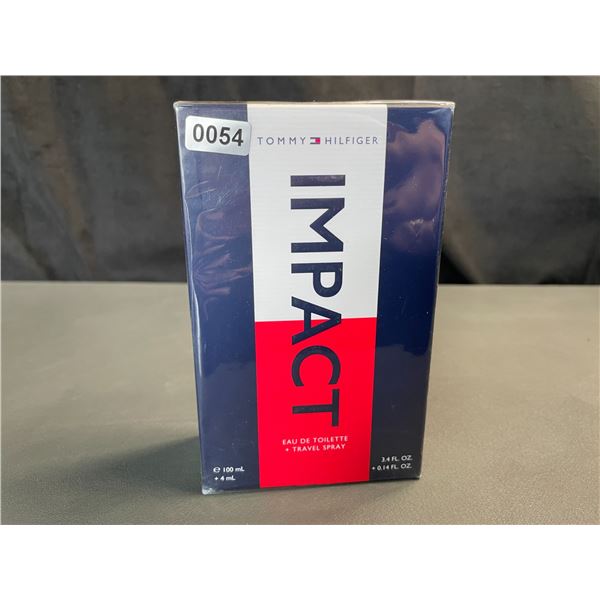 0054
TOMMY HILFIGER
IMPACT
EAU DE TOILETTE
+ TRAVEL SPRAY
℮ 100 mL
+ 4 mL
3.4 FL. OZ.
+ 0.14 FL. OZ.